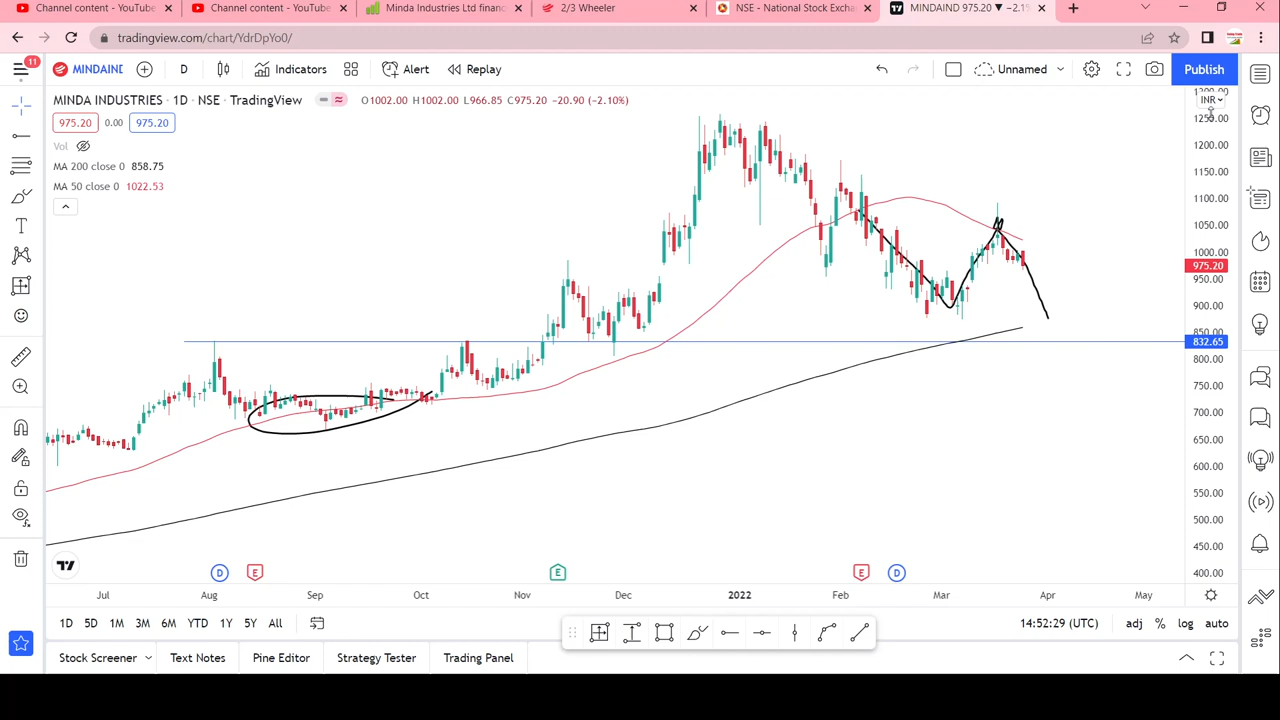 Channel content - YouTube
Channel content - YouTube
Minda Industries Ltd financ
2/3 Wheeler
NSE - National Stock Excha
MINDAIND 975.20 ▼ −2.1%
tradingview.com/chart/YdrDpYo0/
11
MINDAIND
D
Indicators
Alert
Replay
Unnamed
Publish
MINDA INDUSTRIES · 1D · NSE · TradingView
O1002.00 H1002.00 L966.85 C975.20 −20.90 (−2.10%)
INR
975.20
0.00
975.20
Vol
MA 200 close 0 858.75
MA 50 close 0 1022.53
1300.00
1250.00
1200.00
1150.00
1100.00
1050.00
1000.00
975.20
950.00
900.00
850.00
832.65
800.00
750.00
700.00
650.00
600.00
550.00
500.00
450.00
400.00
D
E
E
E
D
Jul
Aug
Sep
Oct
Nov
Dec
2022
Feb
Mar
Apr
May
1D
5D
1M
3M
6M
YTD
1Y
5Y
All
14:52:29 (UTC)
adj
%
log
auto
Stock Screener
Text Notes
Pine Editor
Strategy Tester
Trading Panel